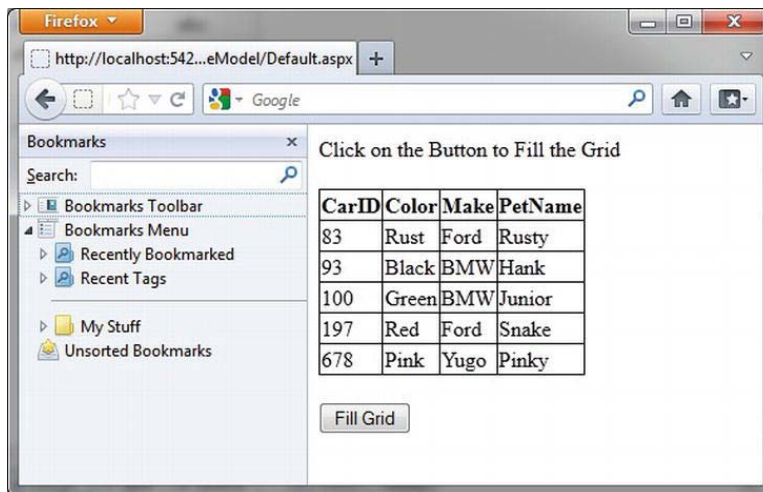 Firefox
http://localhost:542...eModel/Default.aspx +
Google
Bookmarks ×
Search:
Bookmarks Toolbar
Bookmarks Menu
Recently Bookmarked
Recent Tags
My Stuff
Unsorted Bookmarks
Click on the Button to Fill the Grid
CarID Color Make PetName
83 Rust Ford Rusty
93 Black BMW Hank
100 Green BMW Junior
197 Red Ford Snake
678 Pink Yugo Pinky
Fill Grid